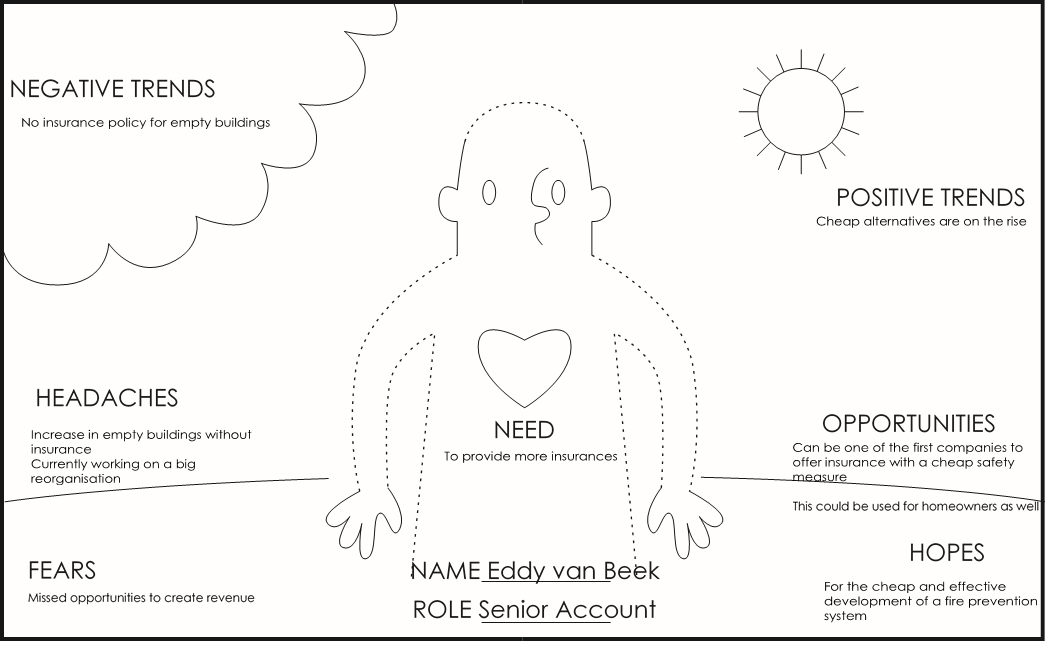 NEGATIVE TRENDS
No insurance policy for empty buildings
POSITIVE TRENDS
Cheap alternatives are on the rise
HEADACHES
Increase in empty buildings without
insurance
Currently working on a big
reorganisation
NEED
To provide more insurances
OPPORTUNITIES
Can be one of the first companies to
offer insurance with a cheap safety
measure
This could be used for homeowners as well
FEARS
Missed opportunities to create revenue
HOPES
For the cheap and effective
development of a fire prevention
system
NAME Eddy van Beek
ROLE Senior Account